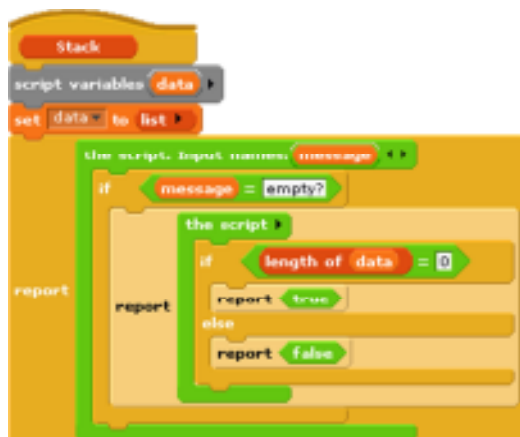 Stack
script variables data
set data to list
the script. Input names: message
if message = empty?
the script
if length of data = 0
report report report true
else
report false